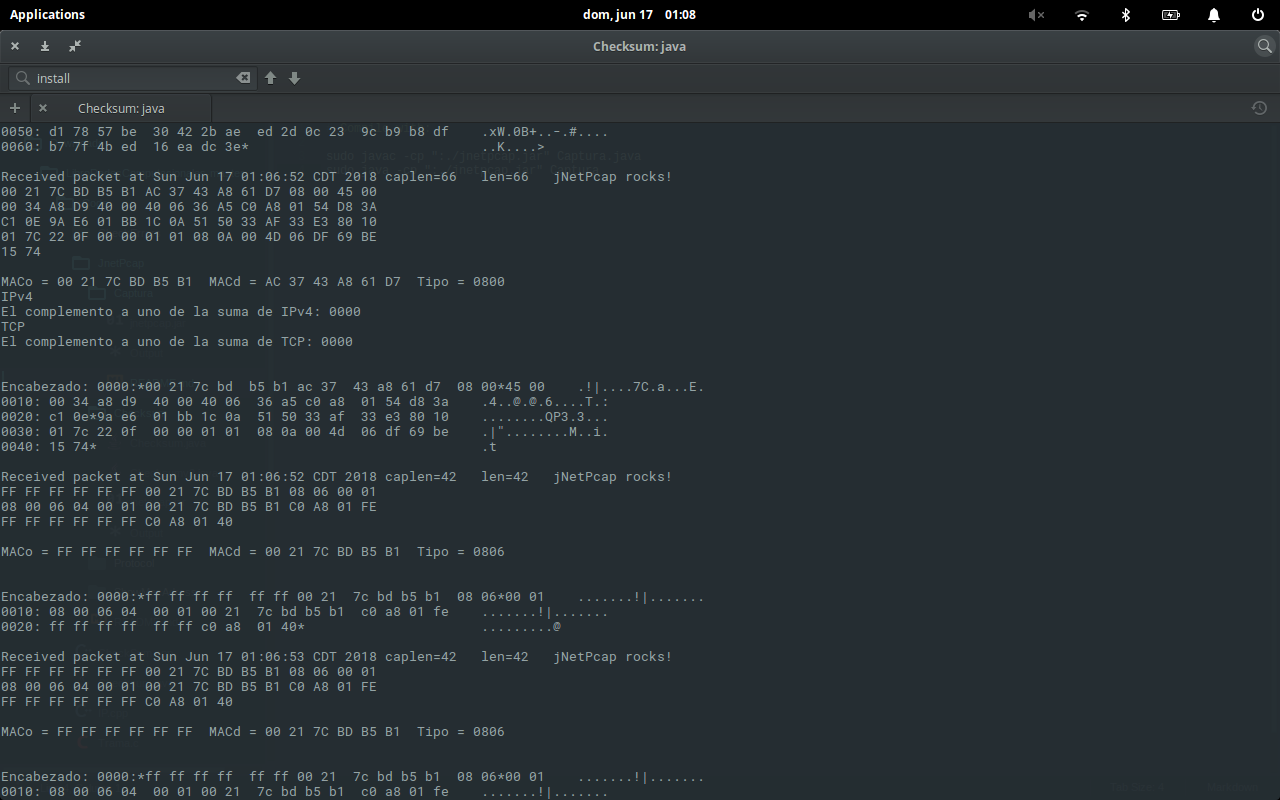 Applications dom, jun 17 01:08
Checksum: java
install
Checksum: java
0050: d1 78 57 be  30 42 2b ae  ed 2d 0c 23  9c b9 b8 df    .xW.0B+..-.#....
0060: b7 7f 4b ed  16 ea dc 3e*                             ..K....>
sudo javac -cp ":./jnetpcap.jar" Captura.java
Received packet at Sun Jun 17 01:06:52 CDT 2018 caplen=66   len=66   jNetPcap rocks!
00 21 7C BD B5 B1 AC 37 43 A8 61 D7 08 00 45 00
00 34 A8 D9 40 00 40 06 36 A5 C0 A8 01 54 D8 3A
C1 0E 9A E6 01 BB 1C 0A 51 50 33 AF 33 E3 80 10
01 7C 22 0F 00 00 01 01 08 0A 00 4D 06 DF 69 BE
15 74
MACo = 00 21 7C BD B5 B1  MACd = AC 37 43 A8 61 D7  Tipo = 0800
IPv4
El complemento a uno de la suma de IPv4: 0000
TCP
El complemento a uno de la suma de TCP: 0000
Encabezado: 0000:*00 21 7c bd  b5 b1 ac 37  43 a8 61 d7  08 00*45 00    .!|....7C.a...E.
0010: 00 34 a8 d9  40 00 40 06  36 a5 c0 a8  01 54 d8 3a    .4..@.@.6....T.:
0020: c1 0e*9a e6  01 bb 1c 0a  51 50 33 af  33 e3 80 10    ........QP3.3...
0030: 01 7c 22 0f  00 00 01 01  08 0a 00 4d  06 df 69 be    .|"........M..i.
0040: 15 74*                                                .t
Received packet at Sun Jun 17 01:06:52 CDT 2018 caplen=42   len=42   jNetPcap rocks!
FF FF FF FF FF FF 00 21 7C BD B5 B1 08 06 00 01
08 00 06 04 00 01 00 21 7C BD B5 B1 C0 A8 01 FE
FF FF FF FF FF FF C0 A8 01 40
MACo = FF FF FF FF FF FF  MACd = 00 21 7C BD B5 B1  Tipo = 0806
Encabezado: 0000:*ff ff ff ff  ff ff 00 21  7c bd b5 b1  08 06*00 01    .......!|.......
0010: 08 00 06 04  00 01 00 21  7c bd b5 b1  c0 a8 01 fe    .......!|.......
0020: ff ff ff ff  ff ff c0 a8  01 40*                      .........@
Received packet at Sun Jun 17 01:06:53 CDT 2018 caplen=42   len=42   jNetPcap rocks!
FF FF FF FF FF FF 00 21 7C BD B5 B1 08 06 00 01
08 00 06 04 00 01 00 21 7C BD B5 B1 C0 A8 01 FE
FF FF FF FF FF FF C0 A8 01 40
MACo = FF FF FF FF FF FF  MACd = 00 21 7C BD B5 B1  Tipo = 0806
Encabezado: 0000:*ff ff ff ff  ff ff 00 21  7c bd b5 b1  08 06*00 01    .......!|.......
0010: 08 00 06 04  00 01 00 21  7c bd b5 b1  c0 a8 01 fe    .......!|.......